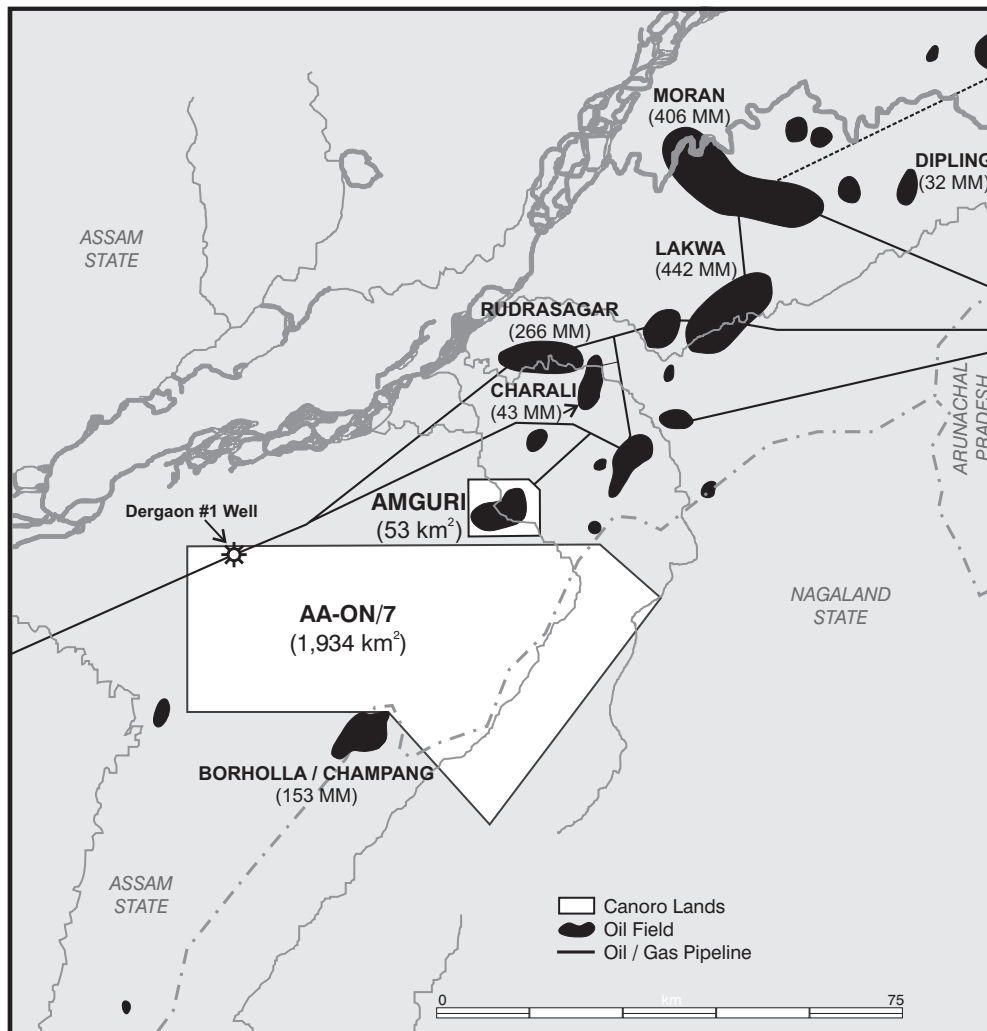 MORAN
(406 MM)
DIPLING
(32 MM)
ASSAM
STATE
LAKWA
(442 MM)
RUDRASAGAR
(266 MM)
CHARALI
(43 MM)
ARUNACHAL
PRADESH
AMGURI
(53 km²)
Dergaon #1 Well
NAGALAND
STATE
AA-ON/7
(1,934 km²)
BORHOLLA / CHAMPANG
(153 MM)
ASSAM
STATE
Canoro Lands
Oil Field
Oil / Gas Pipeline
0 km 75